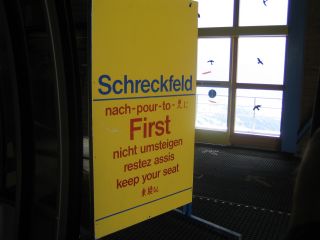 Schreckfeld
nach-pour-to-
First
nicht umsteigen
restez assis
keep your seat